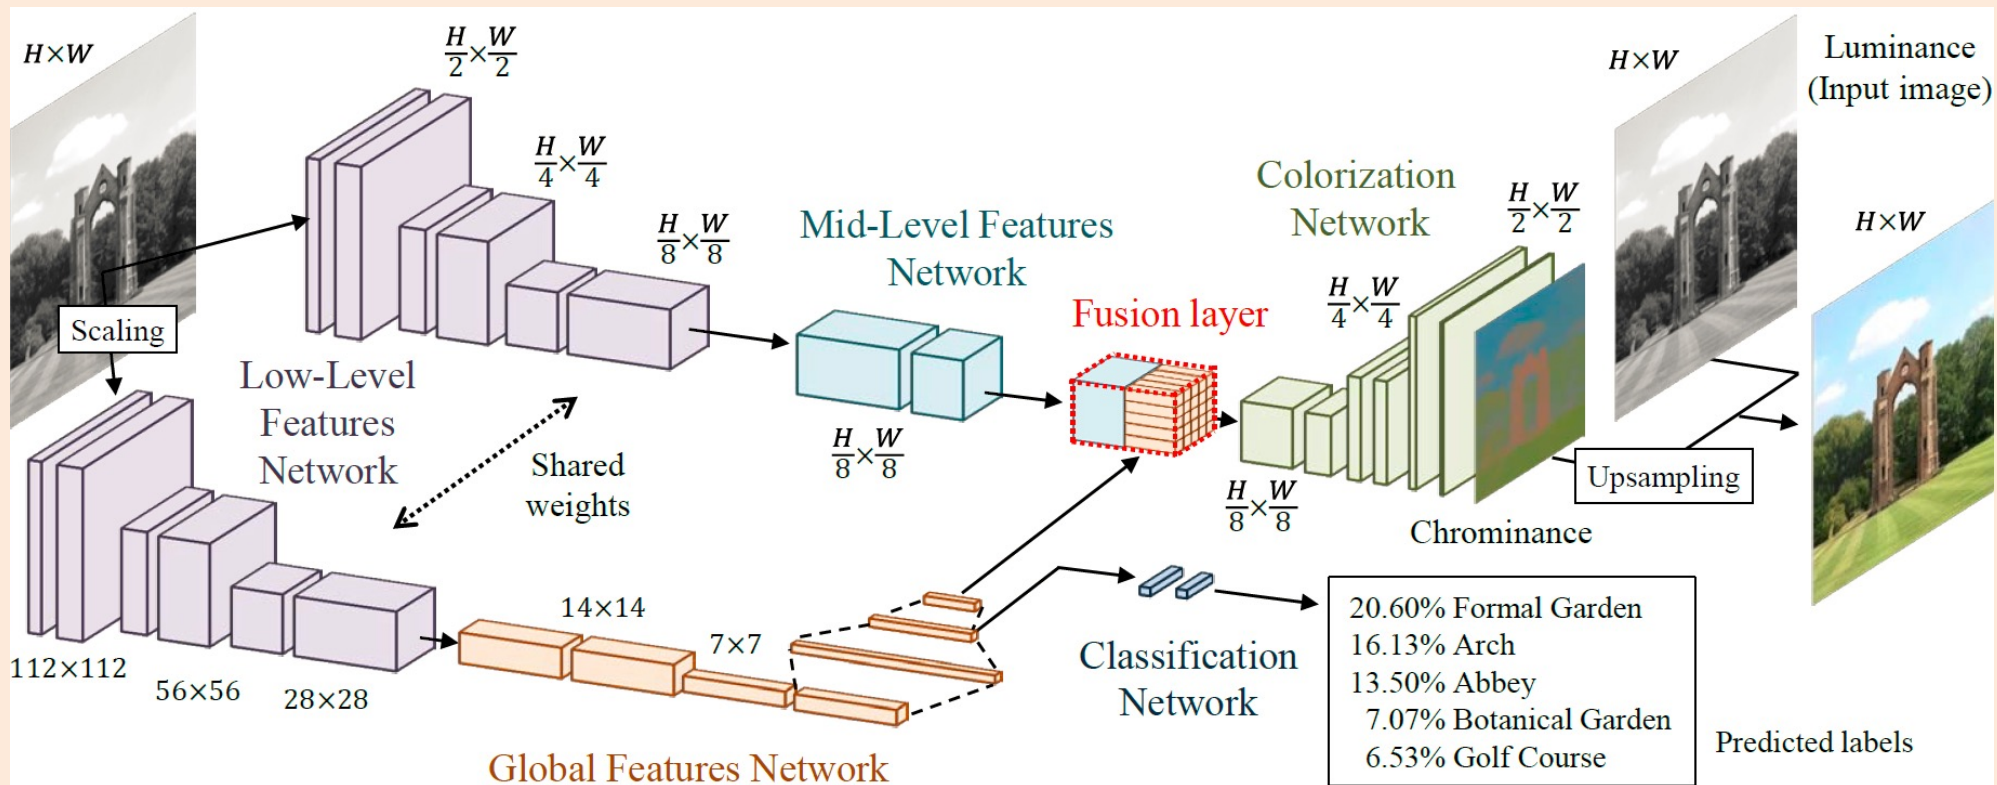 H×W
Scaling
H/2×W/2
H/4×W/4
H/8×W/8
Low-Level
Features
Network
Shared
weights
112×112
56×56
28×28
14×14
7×7
Global Features Network
Mid-Level Features
Network
H/8×W/8
Fusion layer
Colorization
Network
H/8×W/8
H/4×W/4
H/2×W/2
Chrominance
H×W
Luminance
(Input image)
H×W
Upsampling
Classification
Network
20.60% Formal Garden
16.13% Arch
13.50% Abbey
7.07% Botanical Garden
6.53% Golf Course
Predicted labels